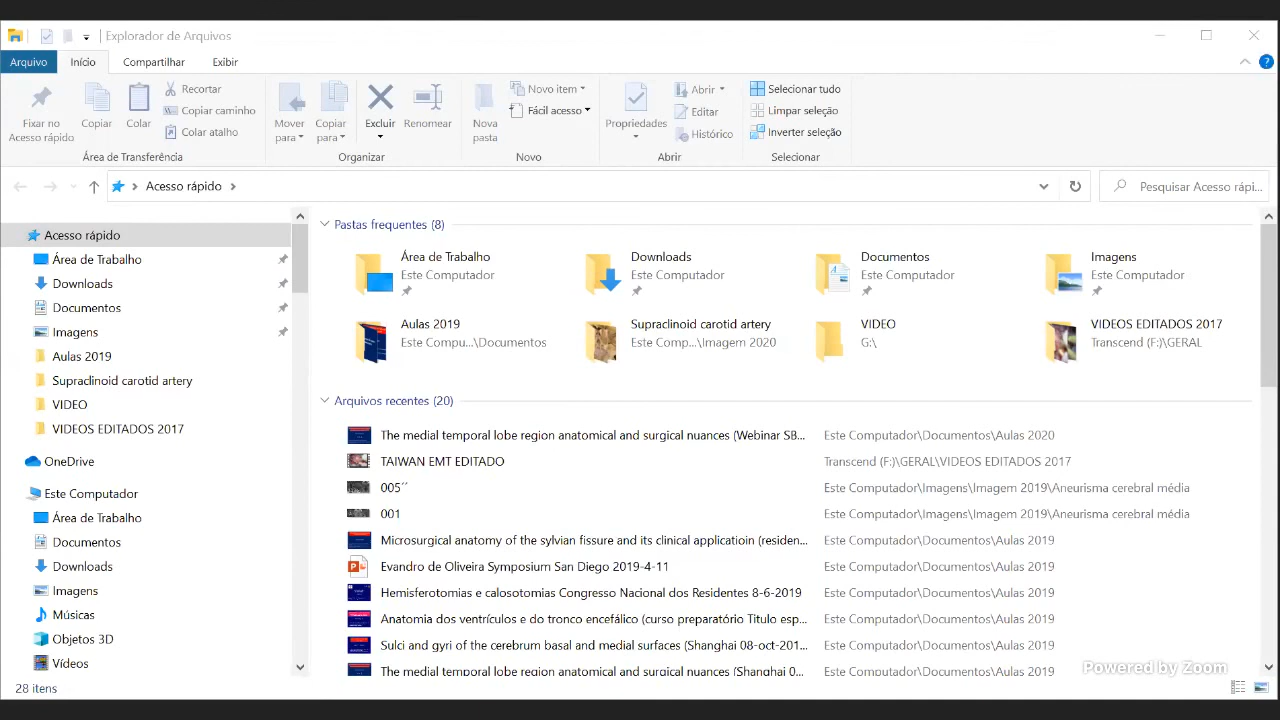 Explorador de Arquivos
Arquivo Início Compartilhar Exibir
Fixar no Acesso rápido
Copiar
Colar
Recortar
Copiar caminho
Colar atalho
Área de Transferência
Mover para
Copiar para
Excluir
Renomear
Organizar
Nova pasta
Novo item
Fácil acesso
Novo
Propriedades
Abrir
Editar
Histórico
Abrir
Selecionar tudo
Limpar seleção
Inverter seleção
Selecionar
Acesso rápido
Pesquisar Acesso rápi...
Acesso rápido
Área de Trabalho
Downloads
Documentos
Imagens
Aulas 2019
Supraclinoid carotid artery
VIDEO
VIDEOS EDITADOS 2017
OneDrive
Este Computador
Área de Trabalho
Documentos
Downloads
Imagens
Músicas
Objetos 3D
Vídeos
Pastas frequentes (8)
Área de Trabalho
Este Computador
Downloads
Este Computador
Documentos
Este Computador
Imagens
Este Computador
Aulas 2019
Este Compu...\Documentos
Supraclinoid carotid artery
Este Comp...\Imagem 2020
VIDEO
G:\
VIDEOS EDITADOS 2017
Transcend (F:)\GERAL
Arquivos recentes (20)
The medial temporal lobe region anatomical and surgical nuances (Webinar SB... Este Computador\Documentos\Aulas 2020
TAIWAN EMT EDITADO Transcend (F:)\GERAL\VIDEOS EDITADOS 2017
005´´ Este Computador\Imagens\Imagem 2019\Aneurisma cerebral média
001 Este Computador\Imagens\Imagem 2019\Aneurisma cerebral média
Microsurgical anatomy of the sylvian fissure and its clinical applicatioin (residen... Este Computador\Documentos\Aulas 2019
Evandro de Oliveira Symposium San Diego 2019-4-11 Este Computador\Documentos\Aulas 2019
Hemisferotomias e calosotomias Congresso Nacional dos Residentes 8-6-2019 Este Computador\Documentos\Aulas 2019
Anatomia dos ventrículos edo tronco encefálico (curso prepatatório Titulo... Este Computador\Documentos\Aulas 2019
Sulci and gyri of the cerebrum basal and medial surfaces (Shanghai 08-oct-201... Este Computador\Documentos\Aulas 2019
The medial temporal lobe region anatomical and surgical nuances (Shanghai 0... Este Computador\Documentos\Aulas 2019
Powered by Zoom
28 itens